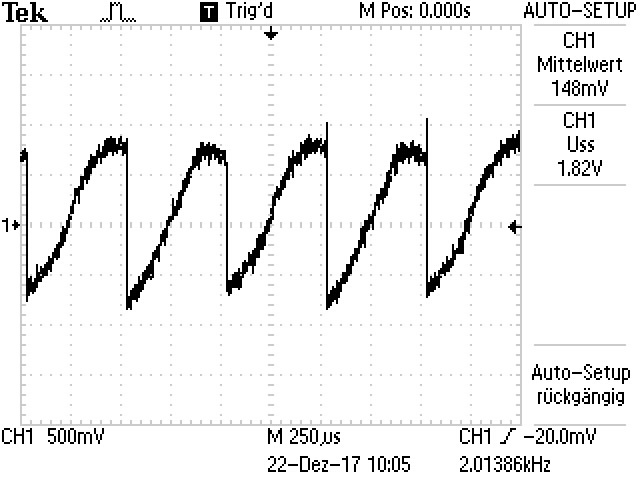 Tek T Trig'd M Pos: 0.000s AUTO-SETUP
CH1
Mittelwert
148mV
CH1
Uss
1.82V
1
Auto-Setup
rückgängig
CH1 500mV M 250µs CH1 -20.0mV
22-Dez-17 10:05 2.01386kHz